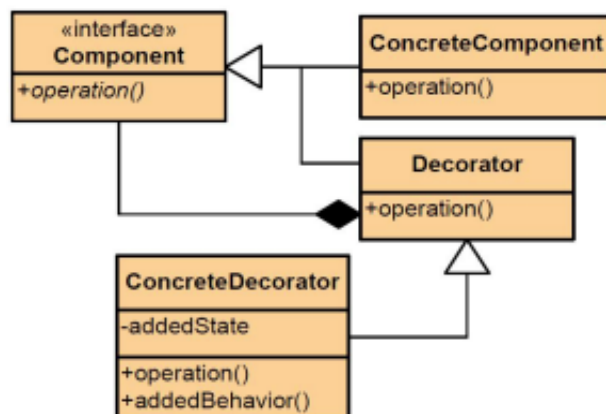 «interface»
Component
+operation()
ConcreteComponent
+operation()
Decorator
+operation()
ConcreteDecorator
-addedState
+operation()
+addedBehavior()